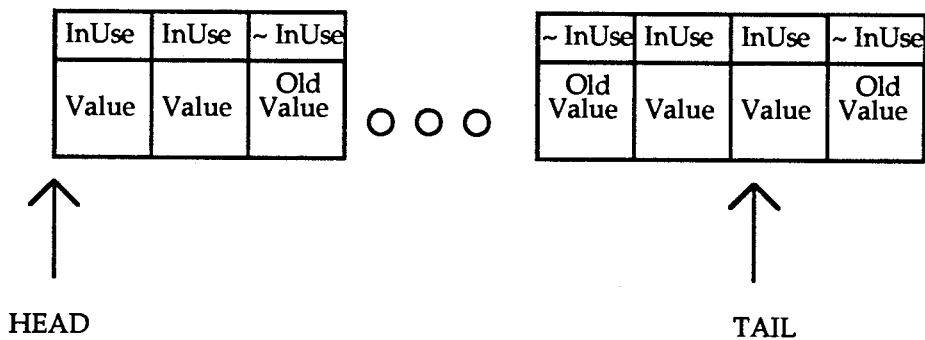 InUse InUse ~ InUse ~ InUse InUse InUse ~ InUse
Value Value Old Value Old Value Value Value Old Value
HEAD TAIL